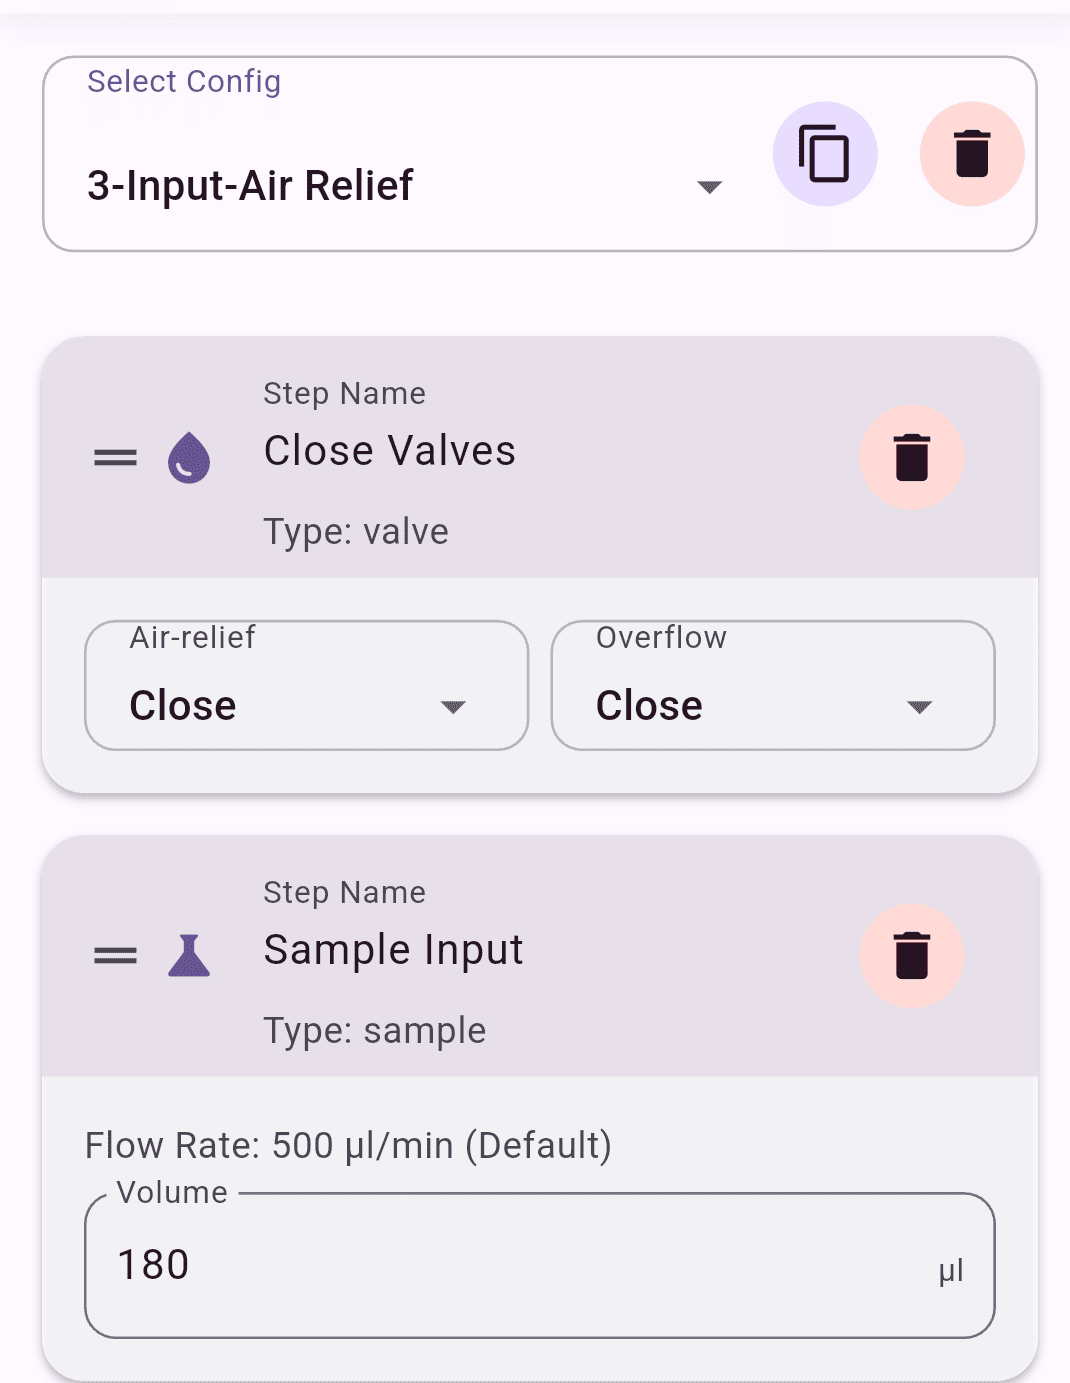 Select Config
3-Input-Air Relief
Step Name
Close Valves
Type: valve
Air-relief
Overflow
Close
Close
Step Name
Sample Input
Type: sample
Flow Rate: 500 µl/min (Default)
Volume
180
µl